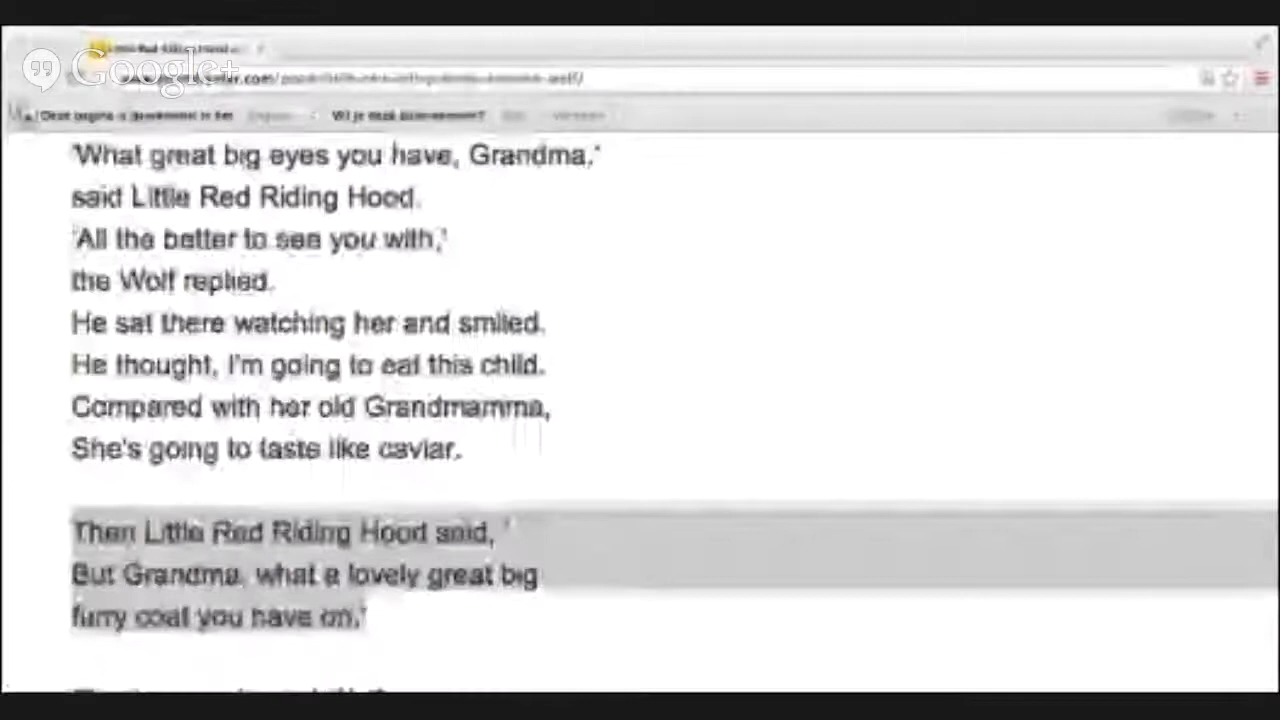 Google+
'What great big eyes you have, Grandma,'
said Little Red Riding Hood.
'All the better to see you with,'
the Wolf replied.
He sat there watching her and smiled.
He thought, I'm going to eat this child.
Compared with her old Grandmamma,
She's going to taste like caviar.
Then Little Red Riding Hood said, '
But Grandma, what a lovely great big
furry coat you have on.'